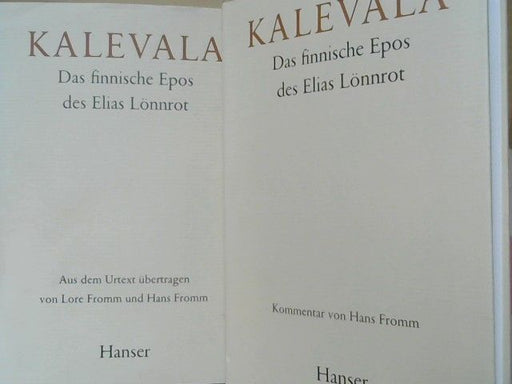 KALEVALA
Das finnische Epos
des Elias Lönnrot
Aus dem Urtext übertragen
von Lore Fromm und Hans Fromm
Hanser
KALEVALA
Das finnische Epos
des Elias Lönnrot
Kommentar von Hans Fromm
Hanser